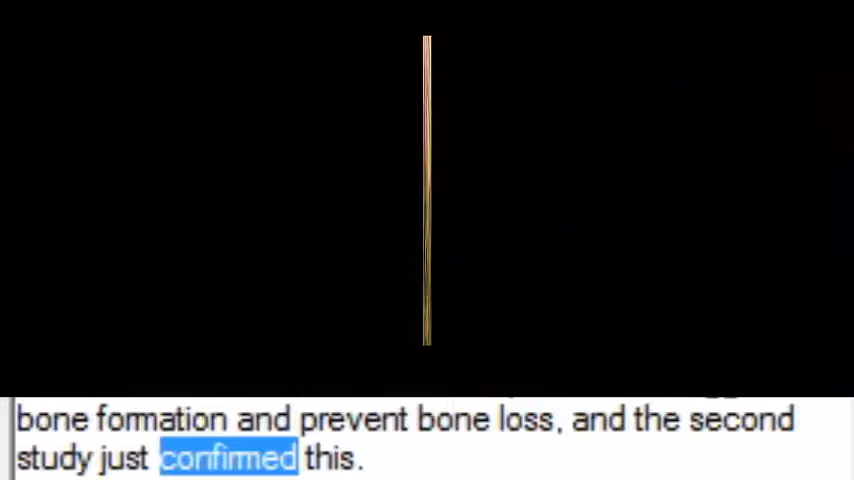 bone formation and prevent bone loss, and the second
study just confirmed this.